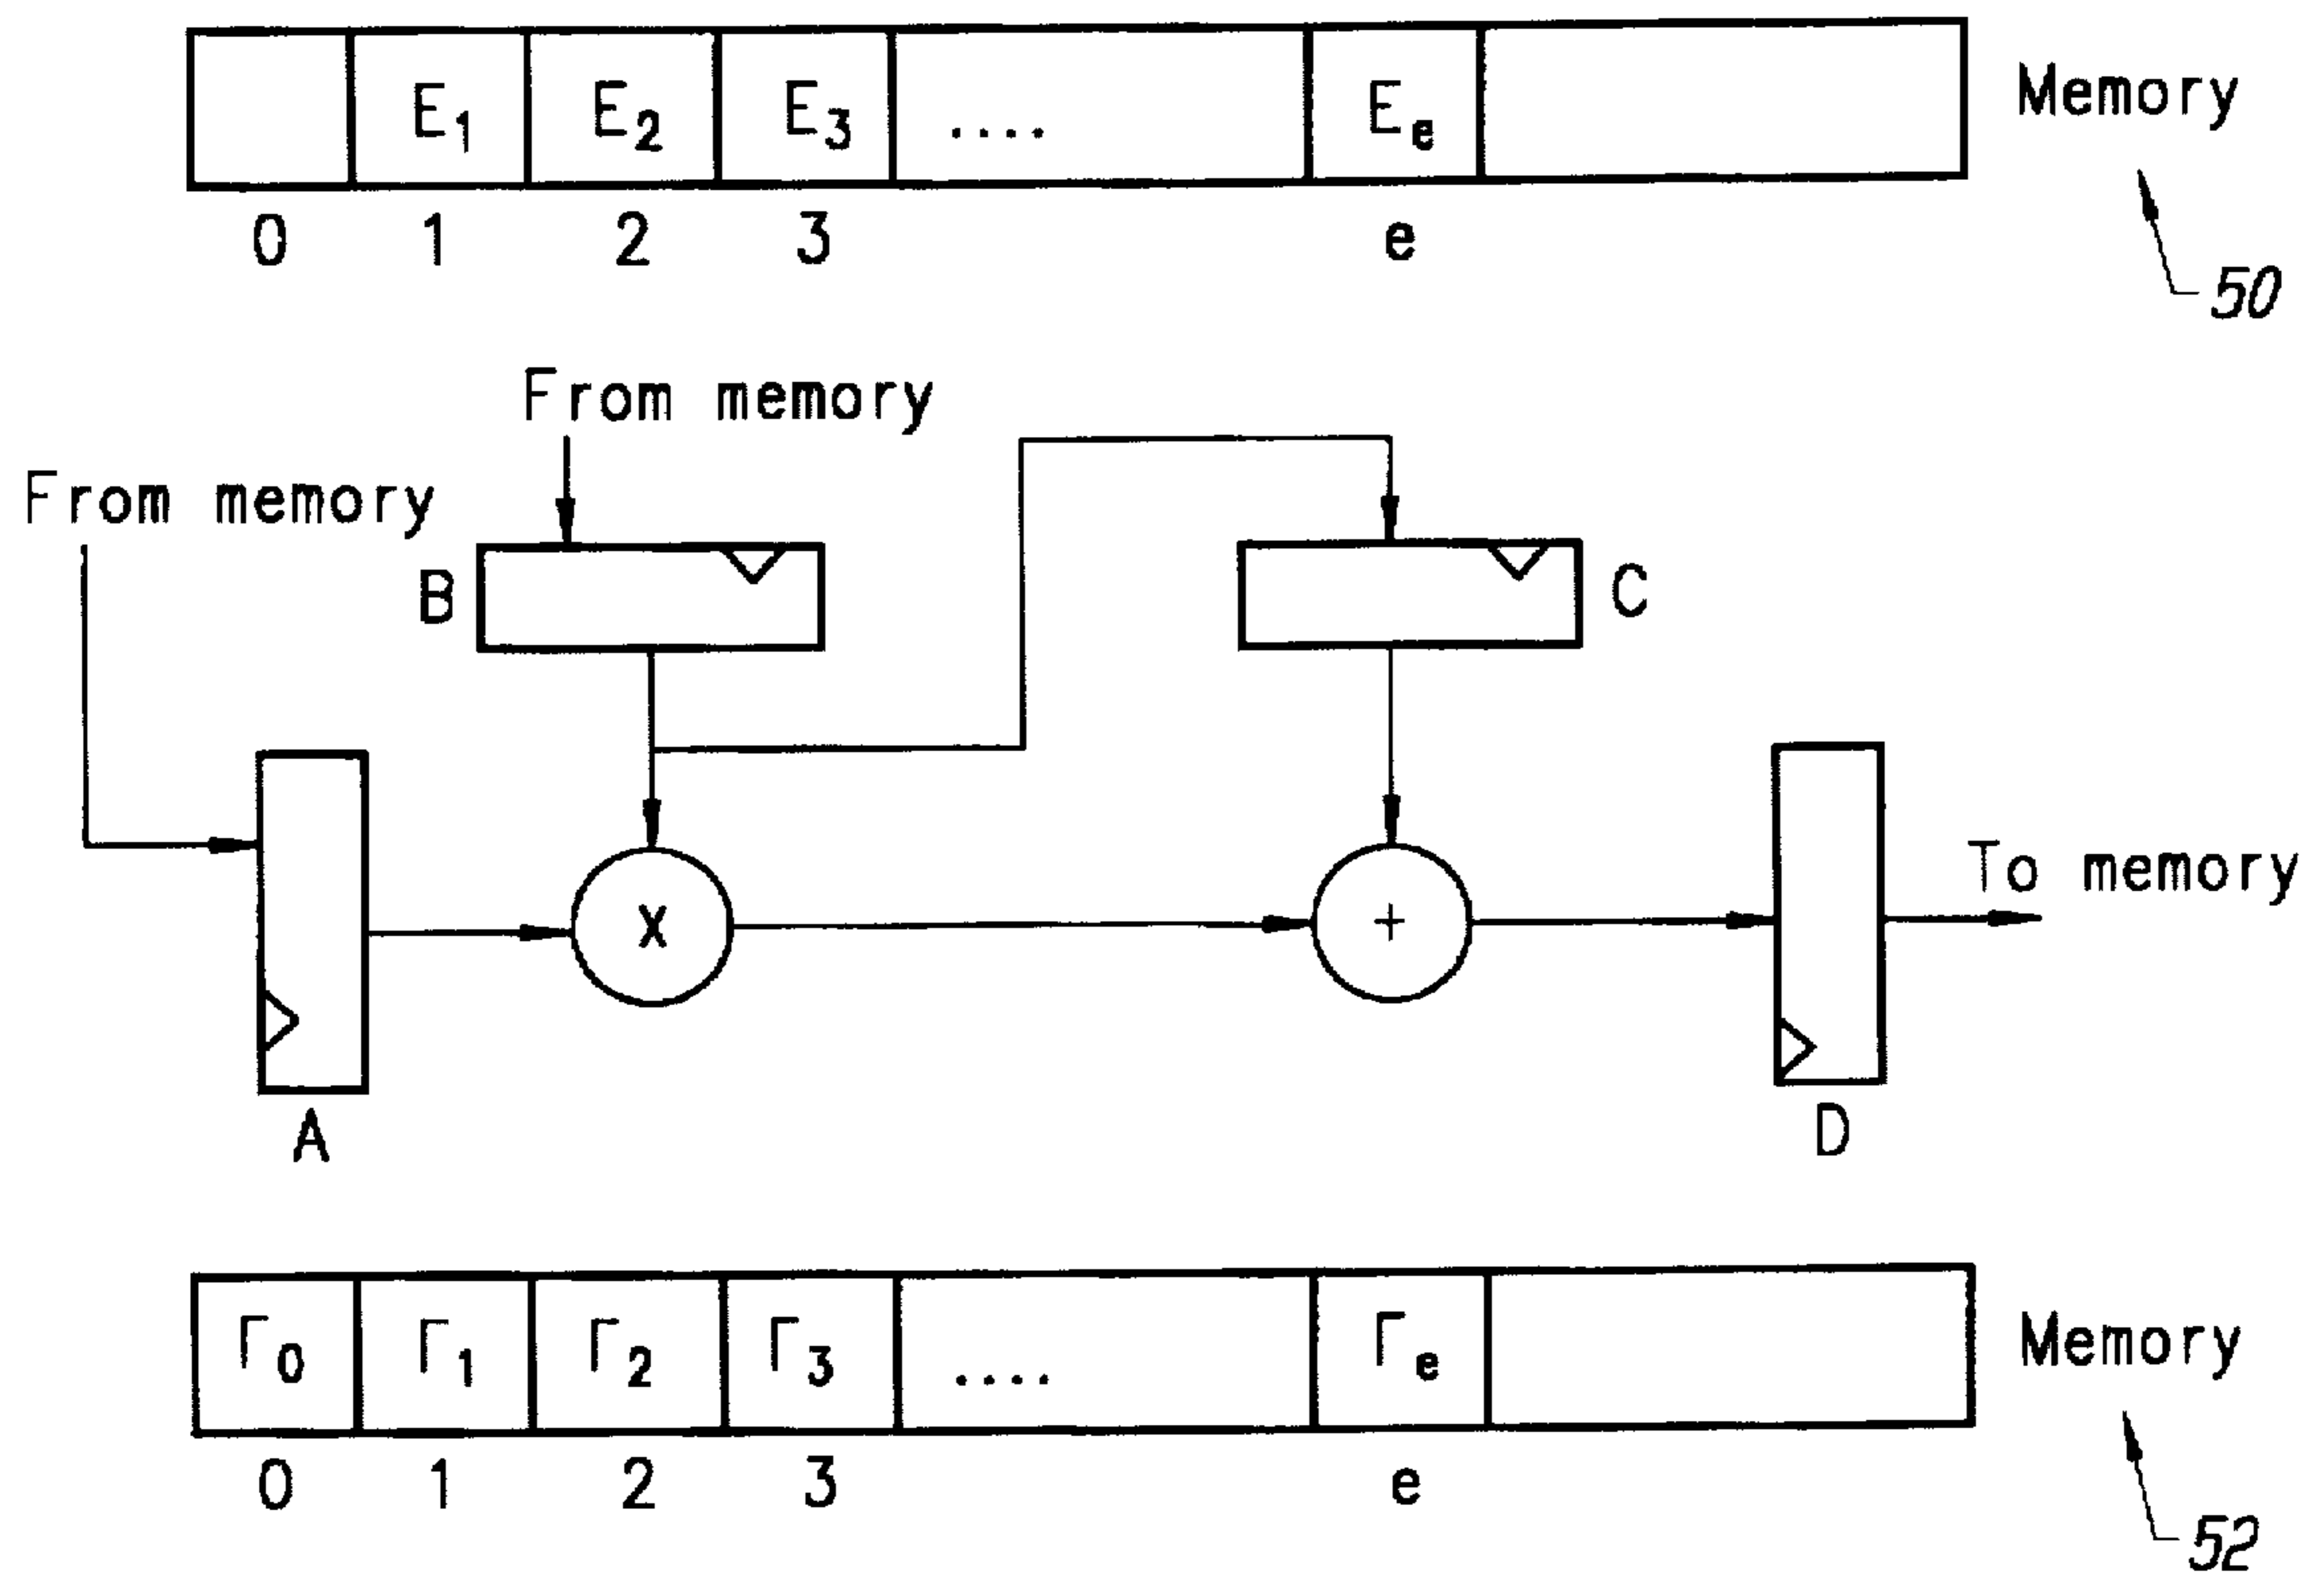 E1 E2 E3 .... Ee Memory
0 1 2 3 e
50
From memory
From memory
B C
X +
To memory
A D
Γ0 Γ1 Γ2 Γ3 .... Γe Memory
0 1 2 3 e
52